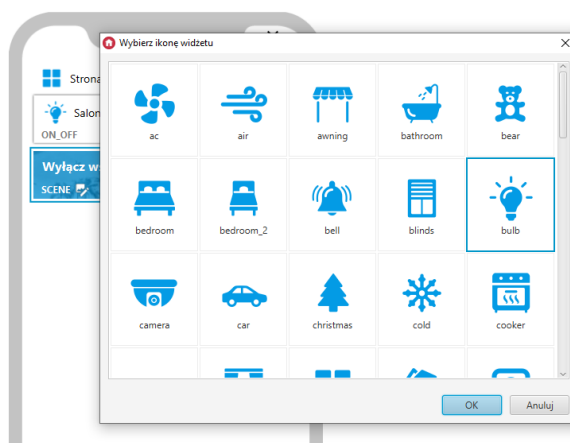 Wybierz ikonę widżetu
Strona
Salon
ON_OFF
Wyłącz
SCENE
ac
air
awning
bathroom
bear
bedroom
bedroom_2
bell
blinds
bulb
camera
car
christmas
cold
cooker
OK
Anuluj